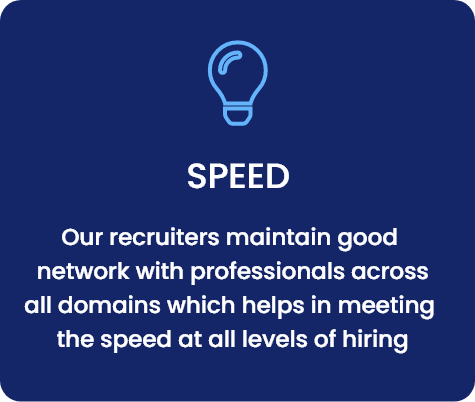 SPEED
Our recruiters maintain good
network with professionals across
all domains which helps in meeting
the speed at all levels of hiring